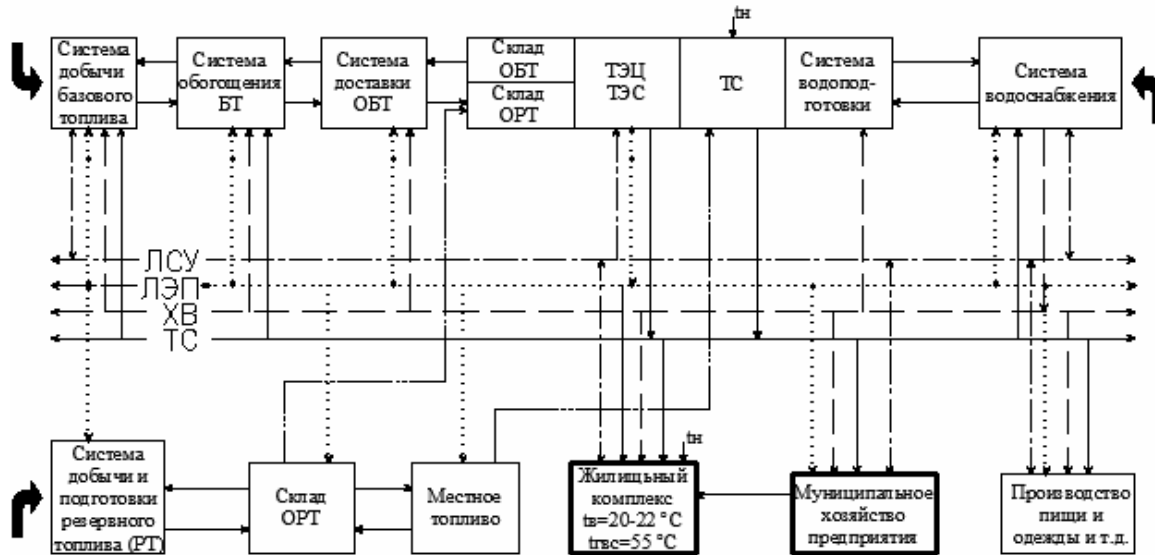 tн
Система
добычи
базового
топлива
Система
обогощения
БТ
Система
доставки
ОБТ
Склад
ОБТ
Склад
ОРТ
ТЭЦ
ТЭС
ТС
Система
водопод-
готовки
Система
водоснабжения
ЛСУ
ЛЭП
ХВ
ТС
tн
Система
добычи и
подготовки
резервного
топлива (РТ)
Склад
ОРТ
Местное
топливо
Жилищьный
комплекс
tв=20-22 °C
tгвс=55 °C
Муниципальное
хозяйство
предприятия
Производство
пищи и
одежды и т.д.